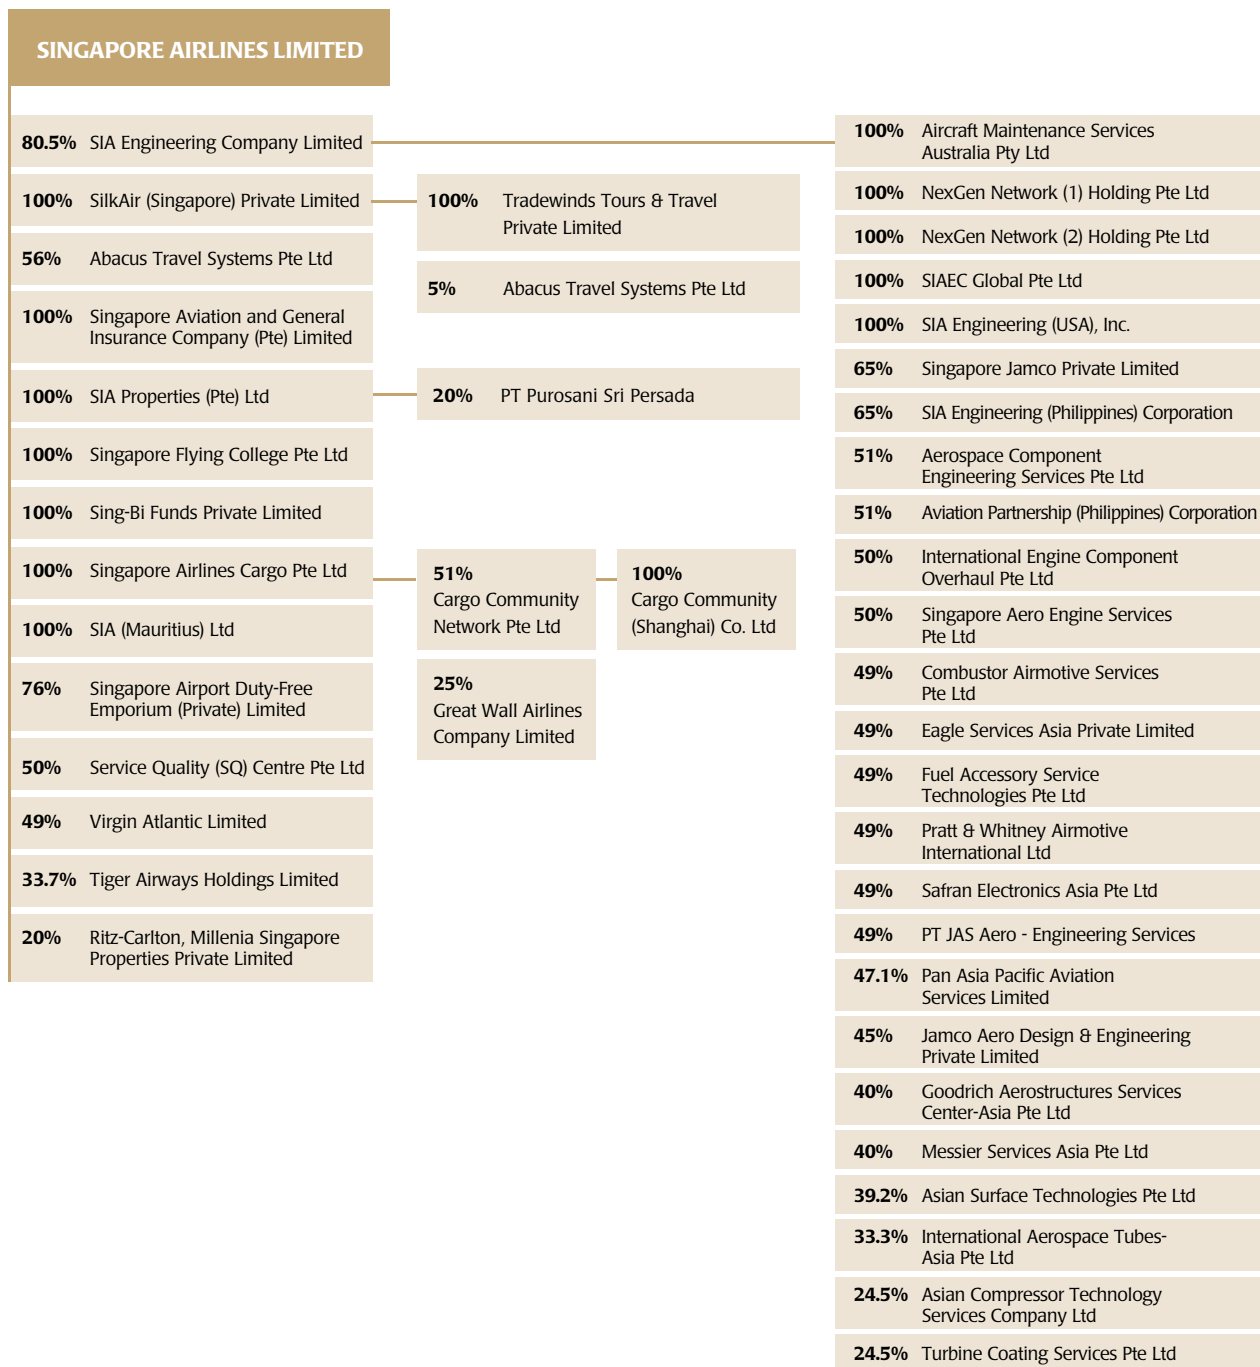 SINGAPORE AIRLINES LIMITED
80.5% SIA Engineering Company Limited
100% SilkAir (Singapore) Private Limited
56% Abacus Travel Systems Pte Ltd
100% Singapore Aviation and General
Insurance Company (Pte) Limited
100% SIA Properties (Pte) Ltd
100% Singapore Flying College Pte Ltd
100% Sing-Bi Funds Private Limited
100% Singapore Airlines Cargo Pte Ltd
100% SIA (Mauritius) Ltd
76% Singapore Airport Duty-Free
Emporium (Private) Limited
50% Service Quality (SQ) Centre Pte Ltd
49% Virgin Atlantic Limited
33.7% Tiger Airways Holdings Limited
20% Ritz-Carlton, Millenia Singapore
Properties Private Limited
100% Tradewinds Tours & Travel
Private Limited
5% Abacus Travel Systems Pte Ltd
20% PT Purosani Sri Persada
51%
Cargo Community
Network Pte Ltd
100%
Cargo Community
(Shanghai) Co. Ltd
25%
Great Wall Airlines
Company Limited
100% Aircraft Maintenance Services
Australia Pty Ltd
100% NexGen Network (1) Holding Pte Ltd
100% NexGen Network (2) Holding Pte Ltd
100% SIAEC Global Pte Ltd
100% SIA Engineering (USA), Inc.
65% Singapore Jamco Private Limited
65% SIA Engineering (Philippines) Corporation
51% Aerospace Component
Engineering Services Pte Ltd
51% Aviation Partnership (Philippines) Corporation
50% International Engine Component
Overhaul Pte Ltd
50% Singapore Aero Engine Services
Pte Ltd
49% Combustor Airmotive Services
Pte Ltd
49% Eagle Services Asia Private Limited
49% Fuel Accessory Service
Technologies Pte Ltd
49% Pratt & Whitney Airmotive
International Ltd
49% Safran Electronics Asia Pte Ltd
49% PT JAS Aero - Engineering Services
47.1% Pan Asia Pacific Aviation
Services Limited
45% Jamco Aero Design & Engineering
Private Limited
40% Goodrich Aerostructures Services
Center-Asia Pte Ltd
40% Messier Services Asia Pte Ltd
39.2% Asian Surface Technologies Pte Ltd
33.3% International Aerospace Tubes-
Asia Pte Ltd
24.5% Asian Compressor Technology
Services Company Ltd
24.5% Turbine Coating Services Pte Ltd